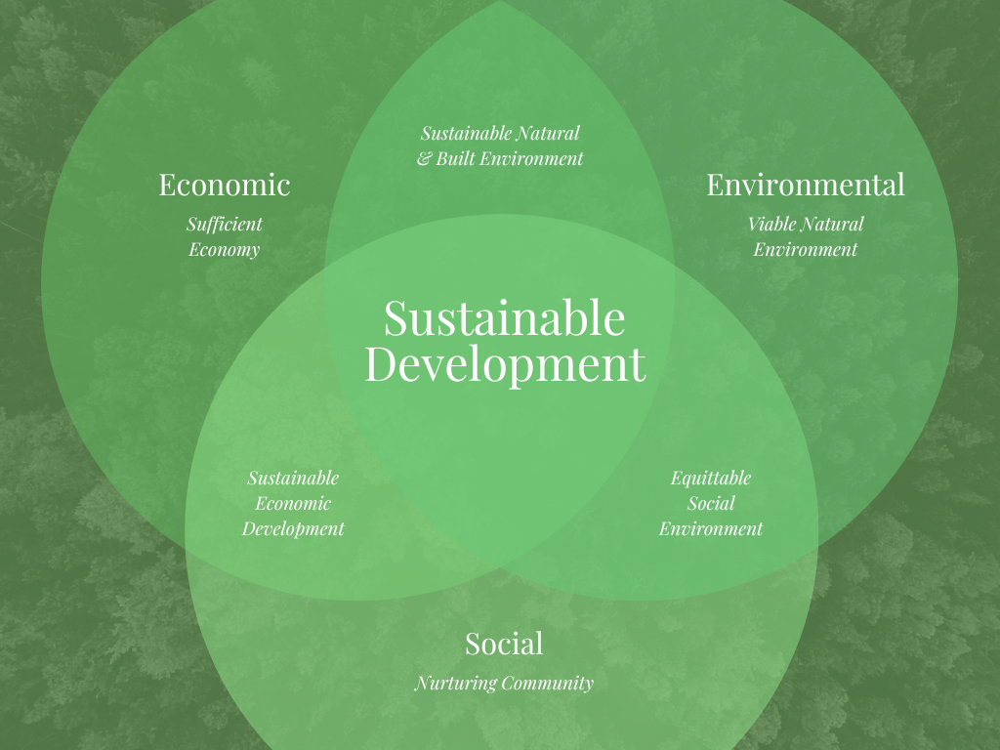 Sustainable Natural
& Built Environment
Economic
Sufficient
Economy
Environmental
Viable Natural
Environment
Sustainable
Development
Sustainable
Economic
Development
Equittable
Social
Environment
Social
Nurturing Community